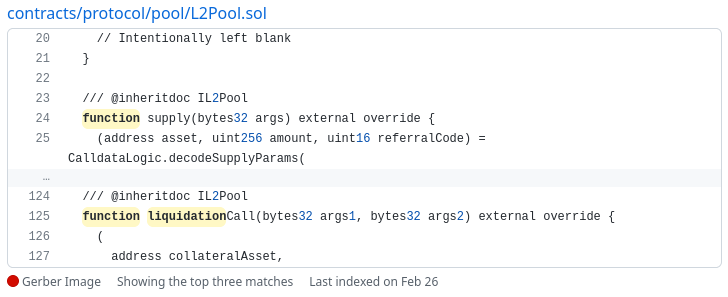 contracts/protocol/pool/L2Pool.sol
20 // Intentionally left blank
21 }
22
23 /// @inheritdoc IL2Pool
24 function supply(bytes32 args) external override {
25 (address asset, uint256 amount, uint16 referralCode) =
CalldataLogic.decodeSupplyParams(
…
124 /// @inheritdoc IL2Pool
125 function liquidationCall(bytes32 args1, bytes32 args2) external override {
126 (
127 address collateralAsset,
Gerber Image Showing the top three matches Last indexed on Feb 26